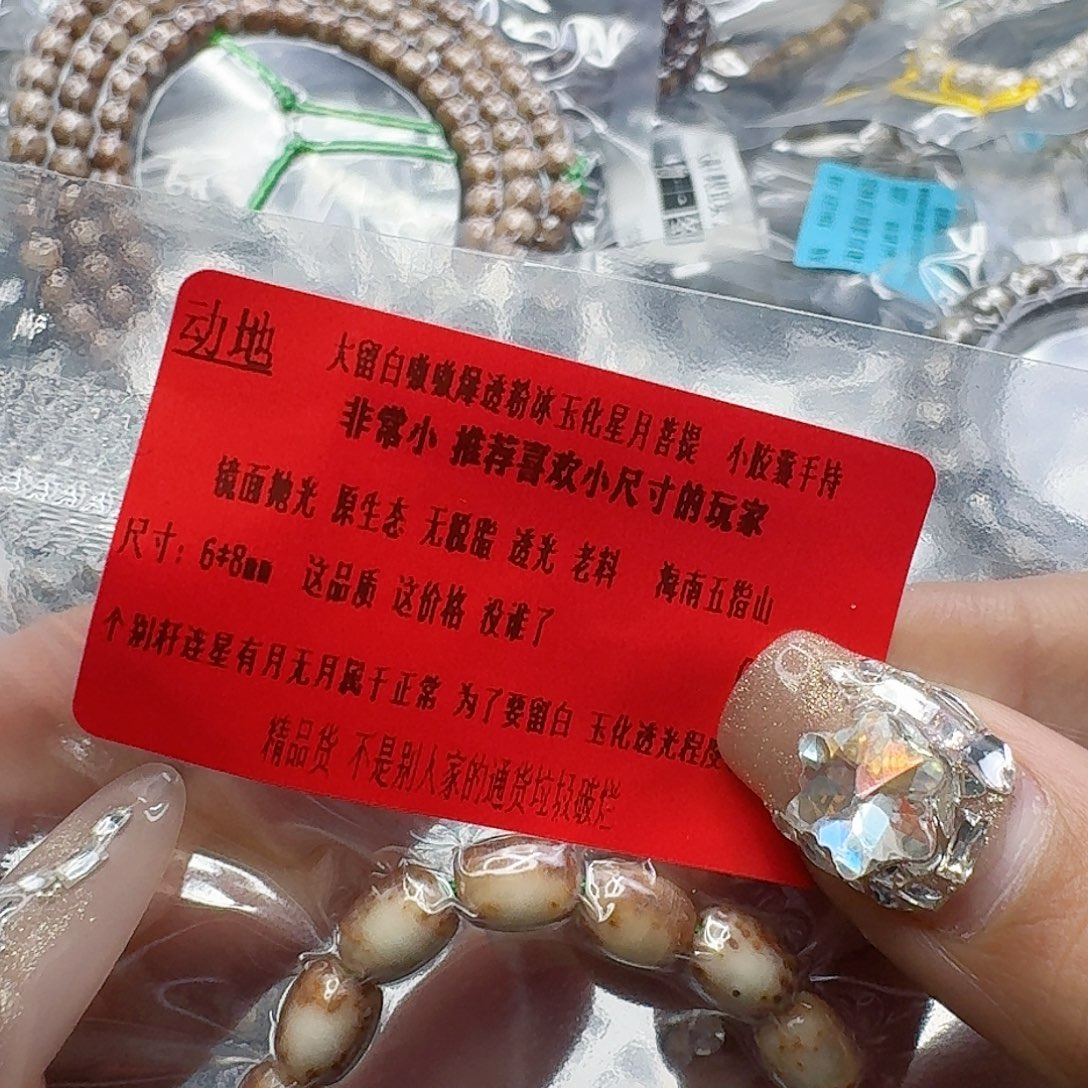 动地
大留白啵啵爆透粉冰玉化星月菩提 小胶囊手持
非常小 推荐喜欢小尺寸的玩家
镜面抛光 原生态 无脱脂 透光 老料 海南五指山
尺寸：6*8mm 这品质 这价格 没谁了
个别杆连星有月无月属于正常 为了要留白 玉化透光程度
精品货 不是别人家的通货垃圾破烂